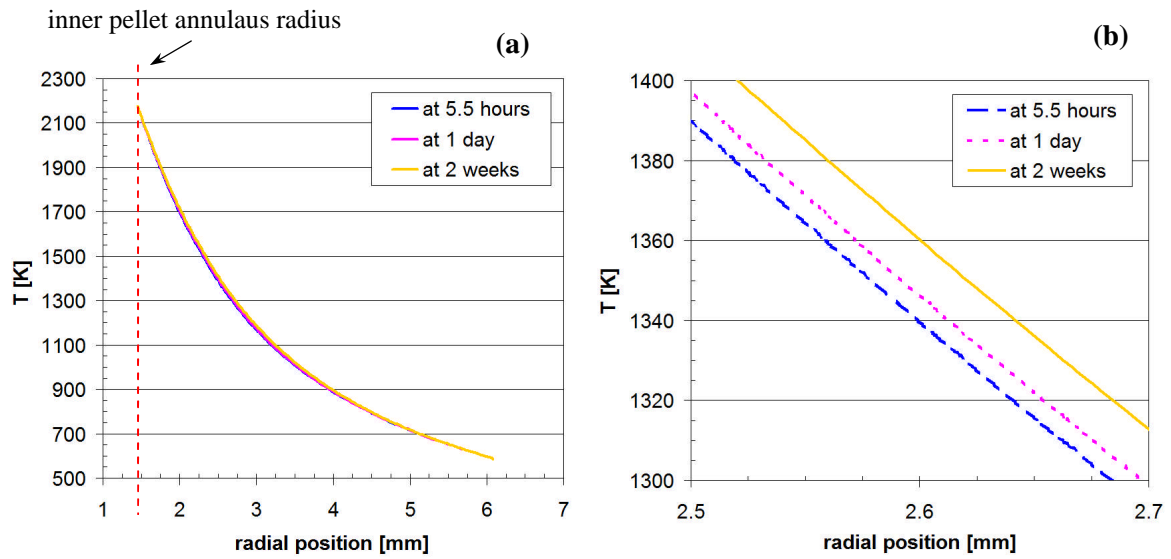 inner pellet annulaus radius
(a)
2300
2100
1900
1700
1500
1300
1100
900
700
500
T [K]
1 2 3 4 5 6 7
radial position [mm]
at 5.5 hours
at 1 day
at 2 weeks
(b)
1400
1380
1360
1340
1320
1300
T [K]
2.5 2.6 2.7
radial position [mm]
at 5.5 hours
at 1 day
at 2 weeks